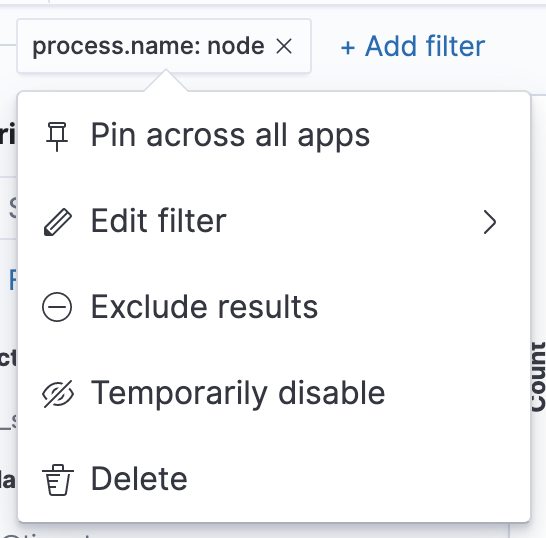 process.name: node ×
+ Add filter
Pin across all apps
Edit filter
Exclude results
Temporarily disable
Delete
Count